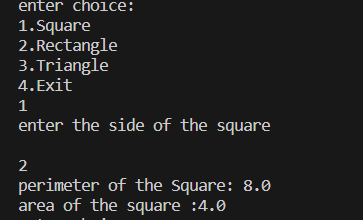 enter choice:
1.Square
2.Rectangle
3.Triangle
4.Exit
1
enter the side of the square
2
perimeter of the Square: 8.0
area of the square :4.0